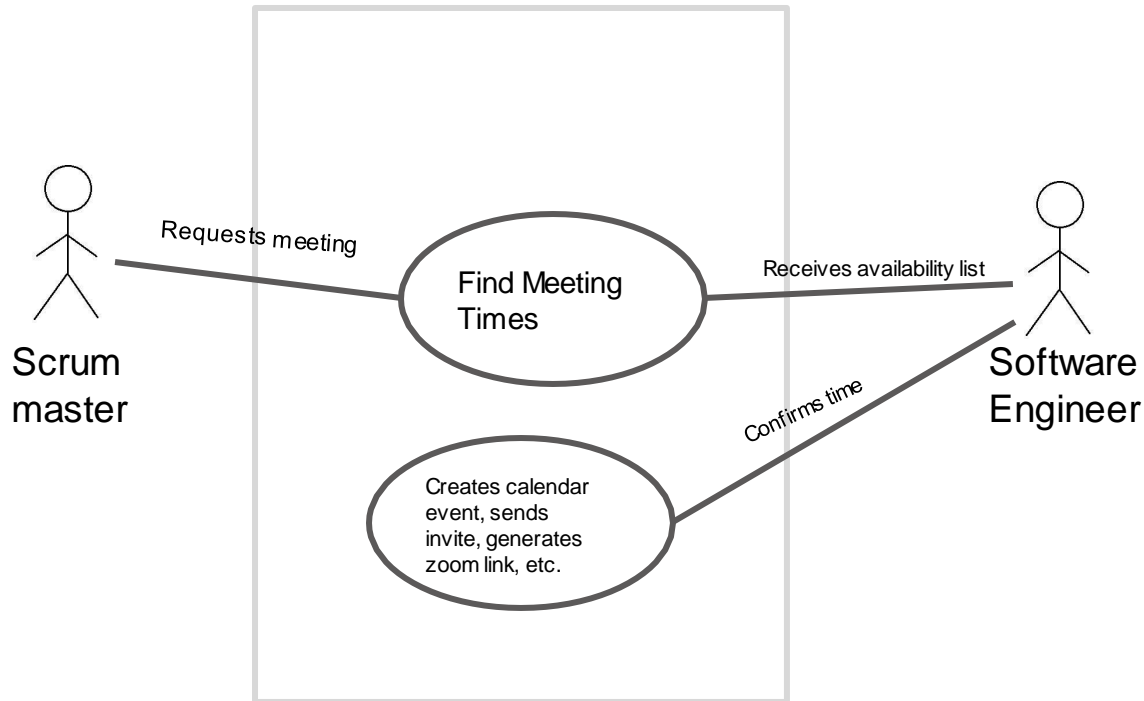 Requests meeting
Find Meeting
Times
Receives availability list
Scrum
master
Software
Engineer
Confirms time
Creates calendar
event, sends
invite, generates
zoom link, etc.